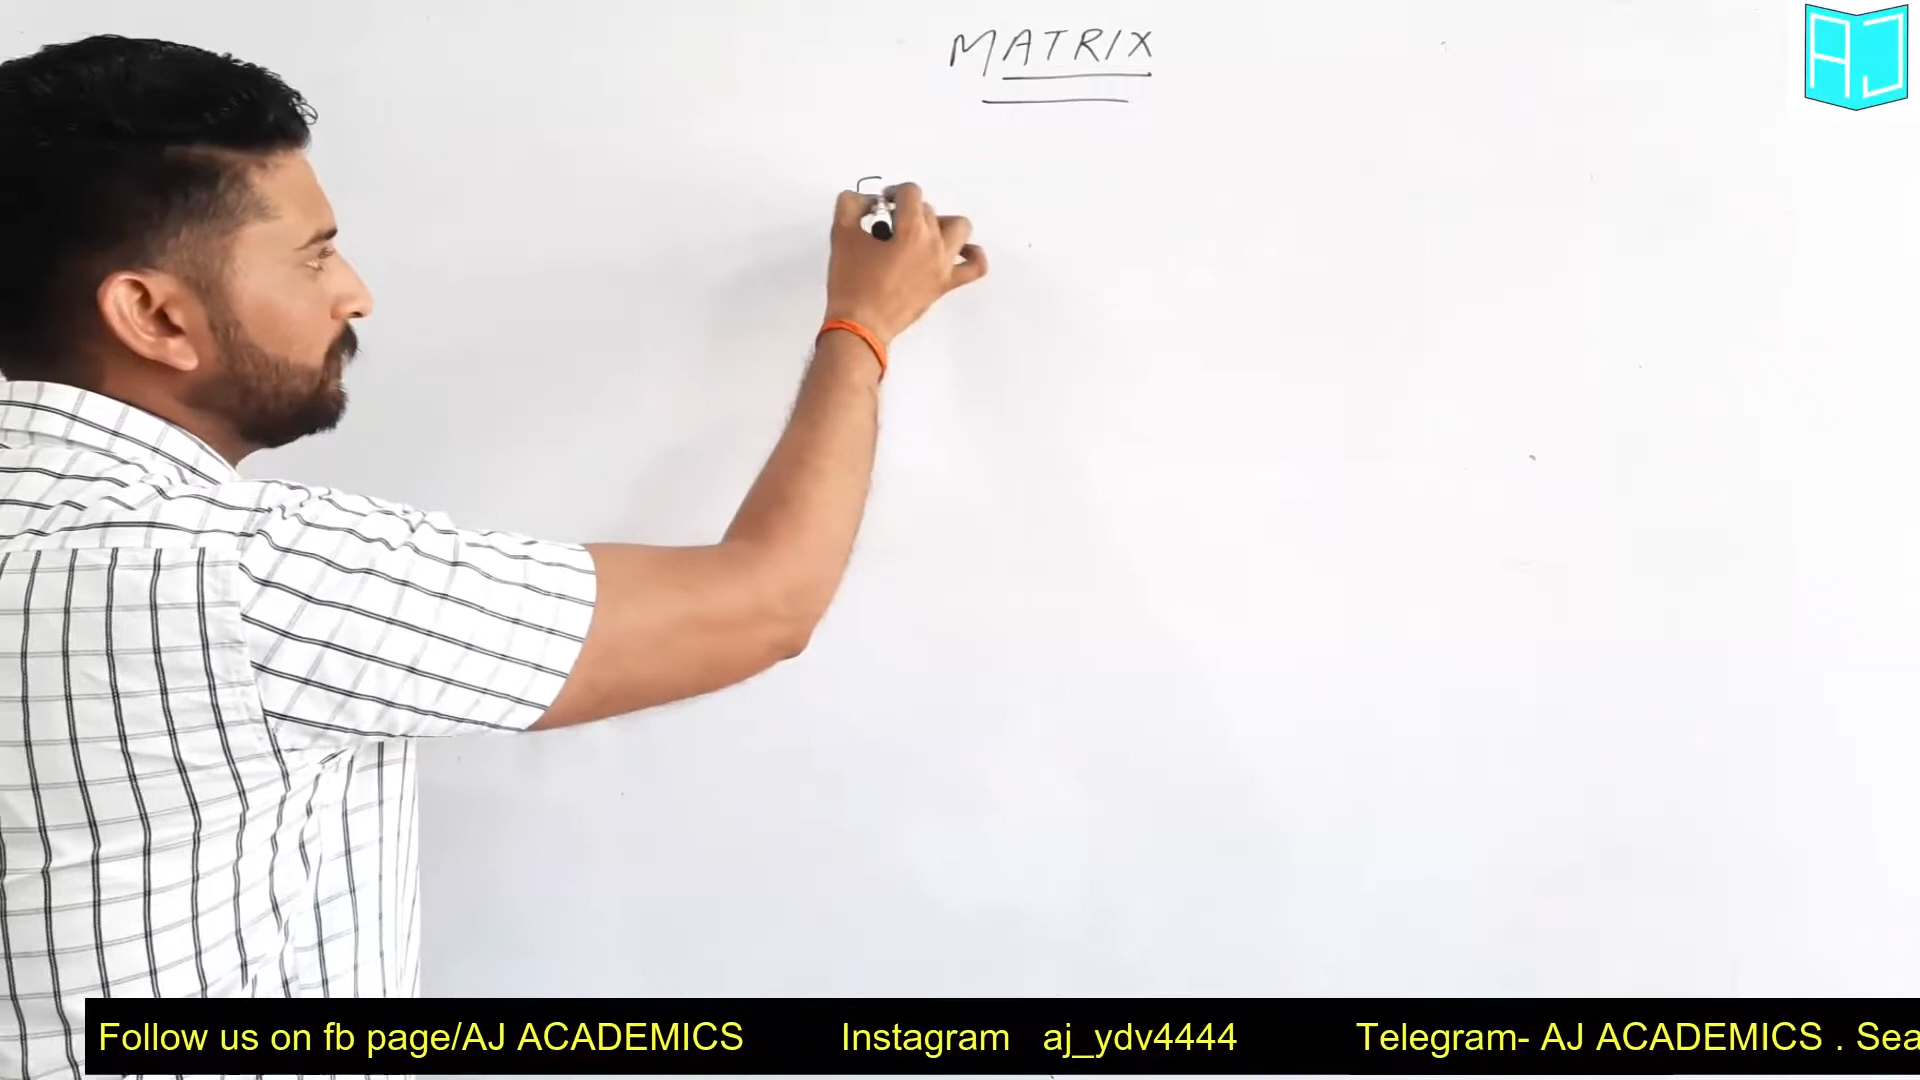 MATRIX
AJ
Follow us on fb page/AJ ACADEMICS Instagram aj_ydv4444 Telegram- AJ ACADEMICS . Sea